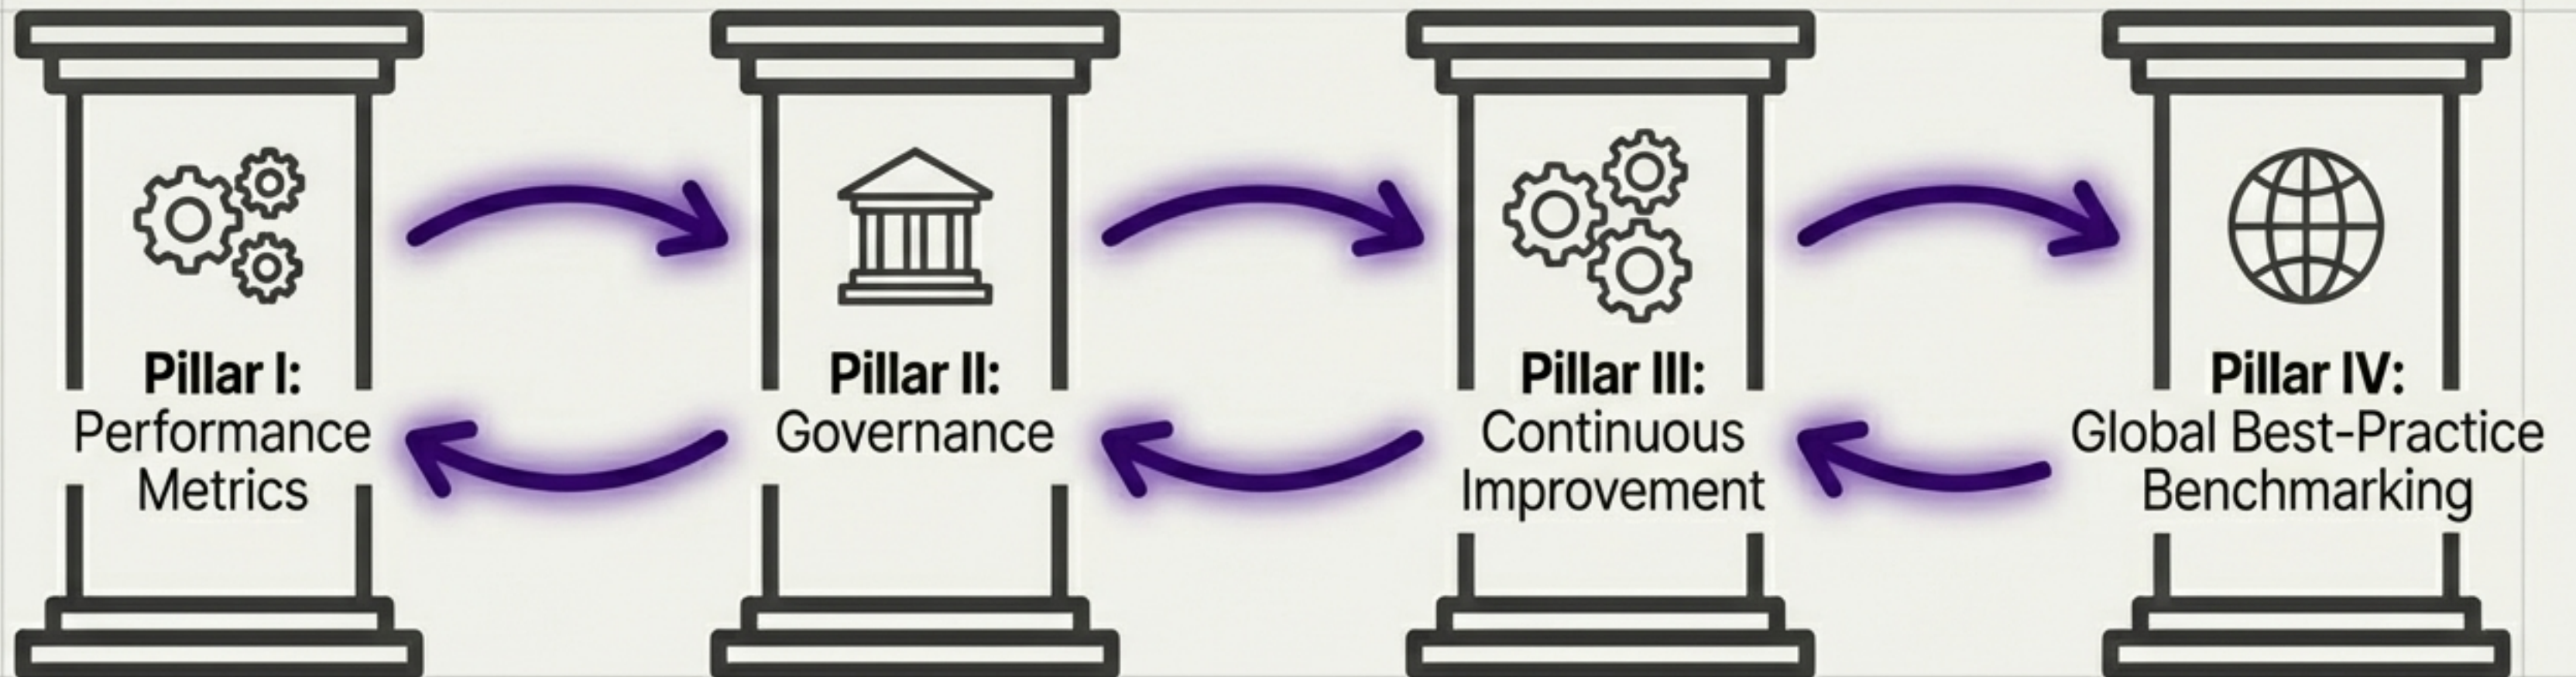 Pillar I:
Performance
Metrics
Pillar II:
Governance
Pillar III:
Continuous
Improvement
Pillar IV:
Global Best-Practice
Benchmarking